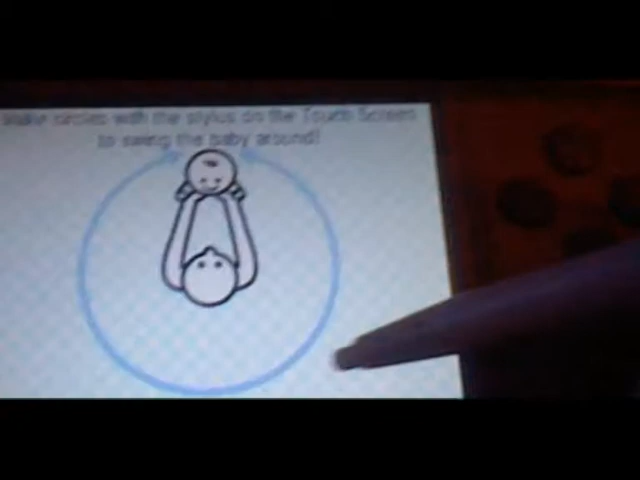 Make circles with the stylus on the Touch Screen
to swing the baby around!